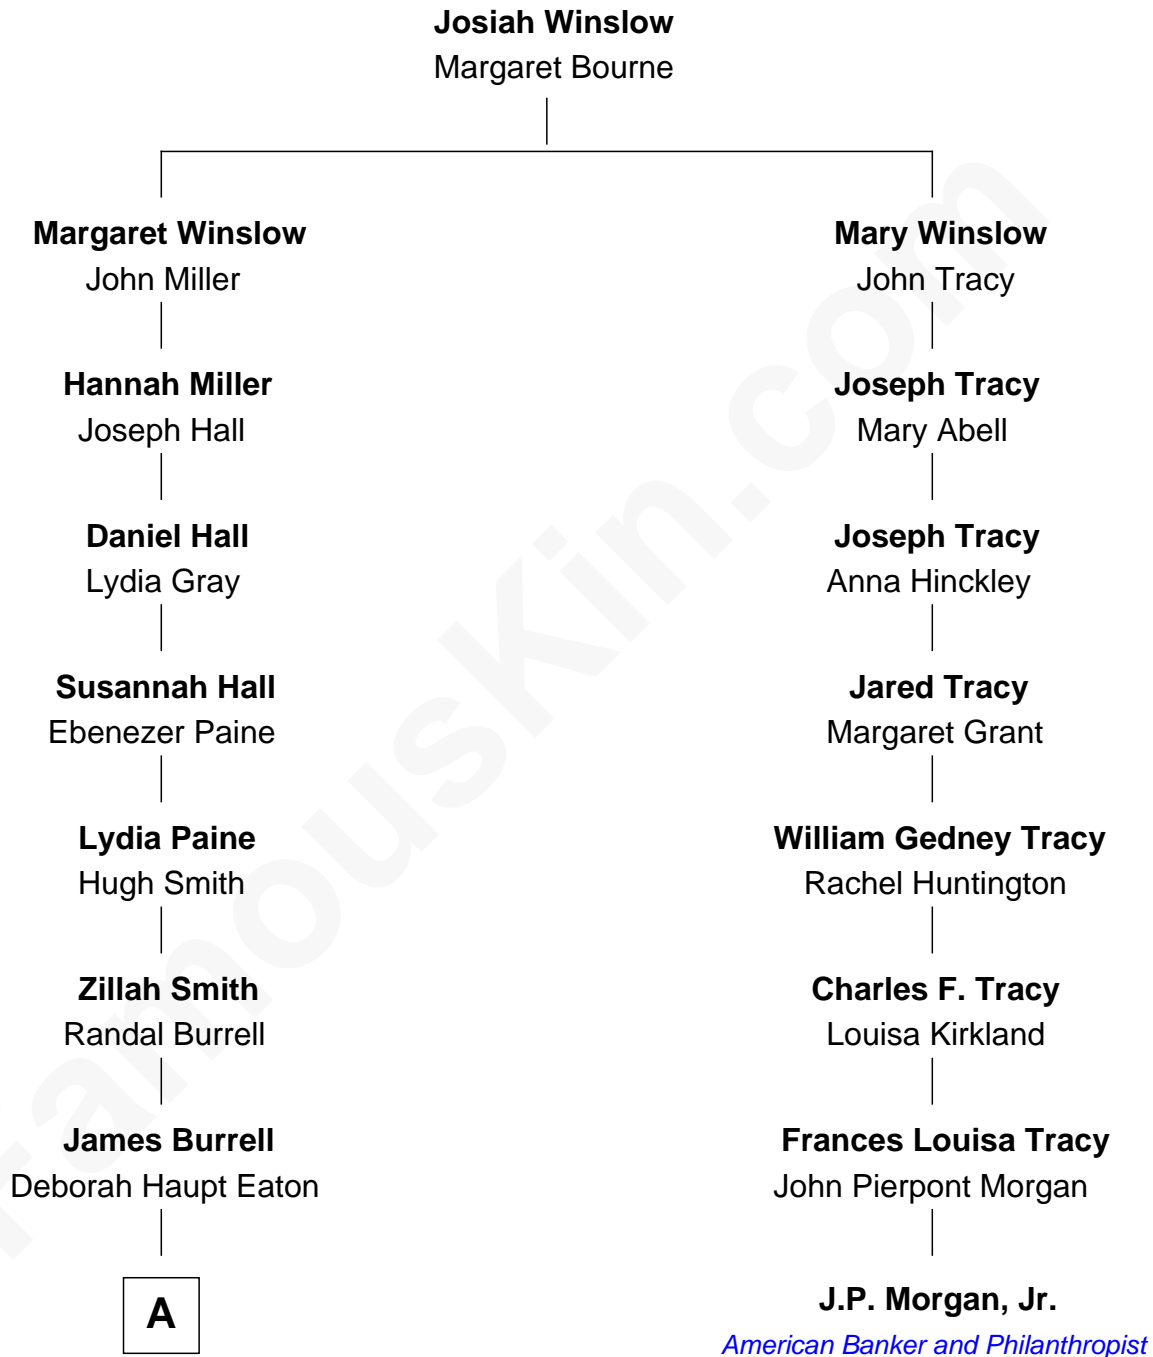 Josiah Winslow
Margaret Bourne
Margaret Winslow
John Miller
Mary Winslow
John Tracy
Hannah Miller
Joseph Hall
Joseph Tracy
Mary Abell
Daniel Hall
Lydia Gray
Joseph Tracy
Anna Hinckley
Susannah Hall
Ebenezer Paine
Jared Tracy
Margaret Grant
Lydia Paine
Hugh Smith
William Gedney Tracy
Rachel Huntington
Zillah Smith
Randal Burrell
Charles F. Tracy
Louisa Kirkland
James Burrell
Deborah Haupt Eaton
Frances Louisa Tracy
John Pierpont Morgan
A
J.P. Morgan, Jr.
American Banker and Philanthropist
FamousKin.com